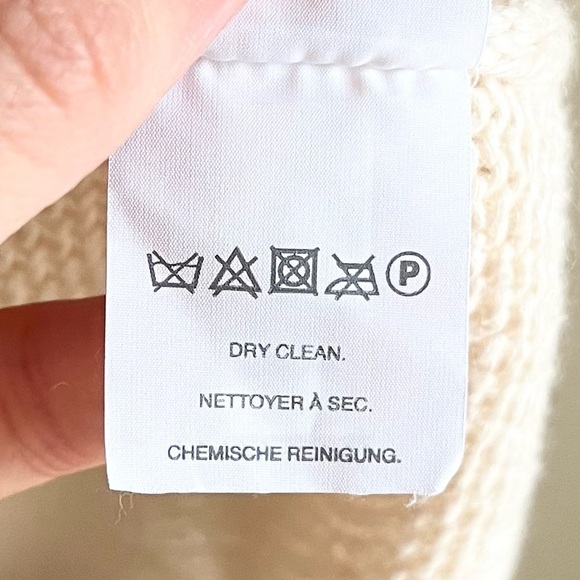 P
DRY CLEAN.
NETTOYER À SEC.
CHEMISCHE REINIGUNG.